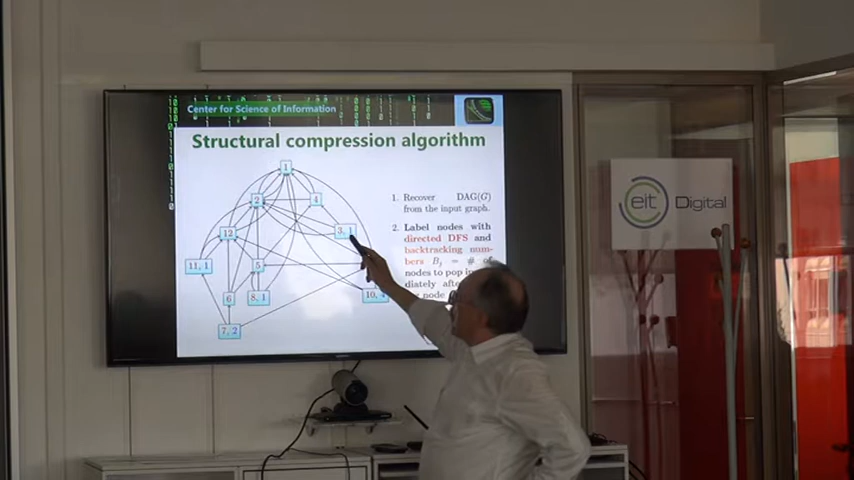 Center for Science of Information
Structural compression algorithm
1
2
4
12
3, 1
11, 1
5
6
8, 1
10, 4
7, 2
1. Recover DAG(G)
from the input graph.
2. Label nodes with
directed DFS and
backtracking num-
bers
nodes to pop
node
eit Digital